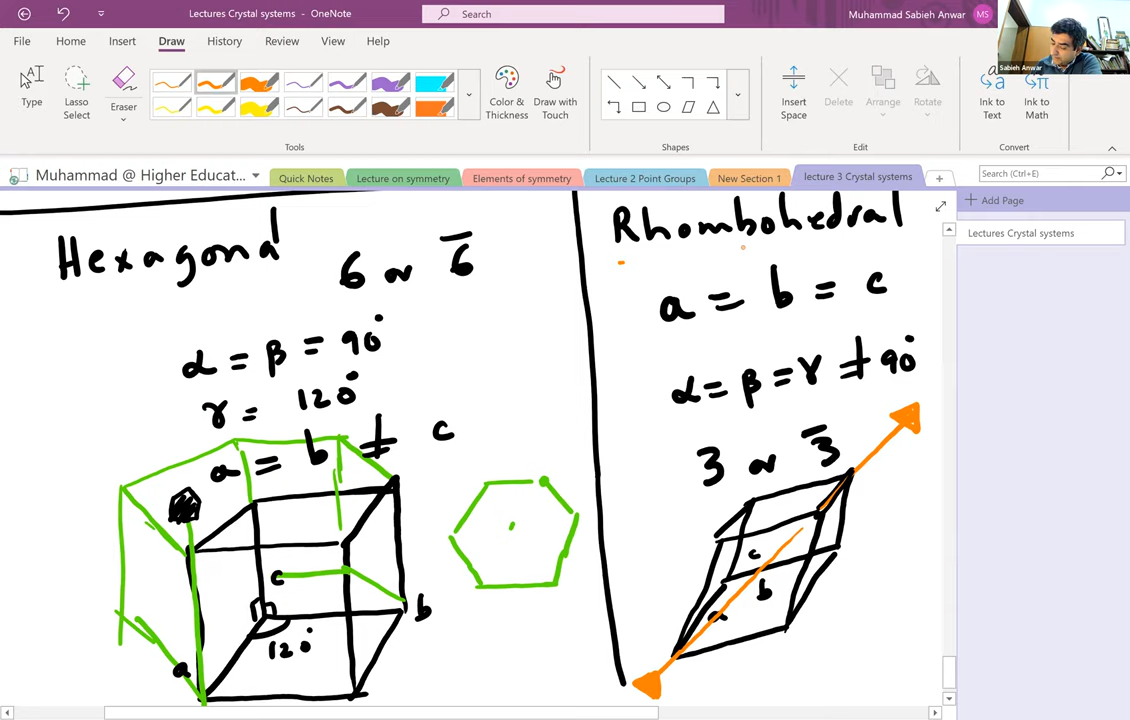 Lectures Crystal systems - OneNote
Search
Muhammad Sabieh Anwar
MS
File Home Insert Draw History Review View Help
Sabieh Anwar
Type
Lasso Select
Eraser
Color & Thickness
Draw with Touch
Insert Space
Delete
Arrange
Rotate
Ink to Text
Ink to Math
Tools
Shapes
Edit
Convert
Muhammad @ Higher Educat...
Quick Notes
Lecture on symmetry
Elements of symmetry
Lecture 2 Point Groups
New Section 1
lecture 3 Crystal systems
Search (Ctrl+E)
Add Page
Lectures Crystal systems
Hexagonal
6 or 6̅
α = β = 90°
γ = 120°
a = b ≠ c
c
b
120°
a
Rhombohedral
a = b = c
α = β = γ ≠ 90°
3 or 3̅
c
b
a